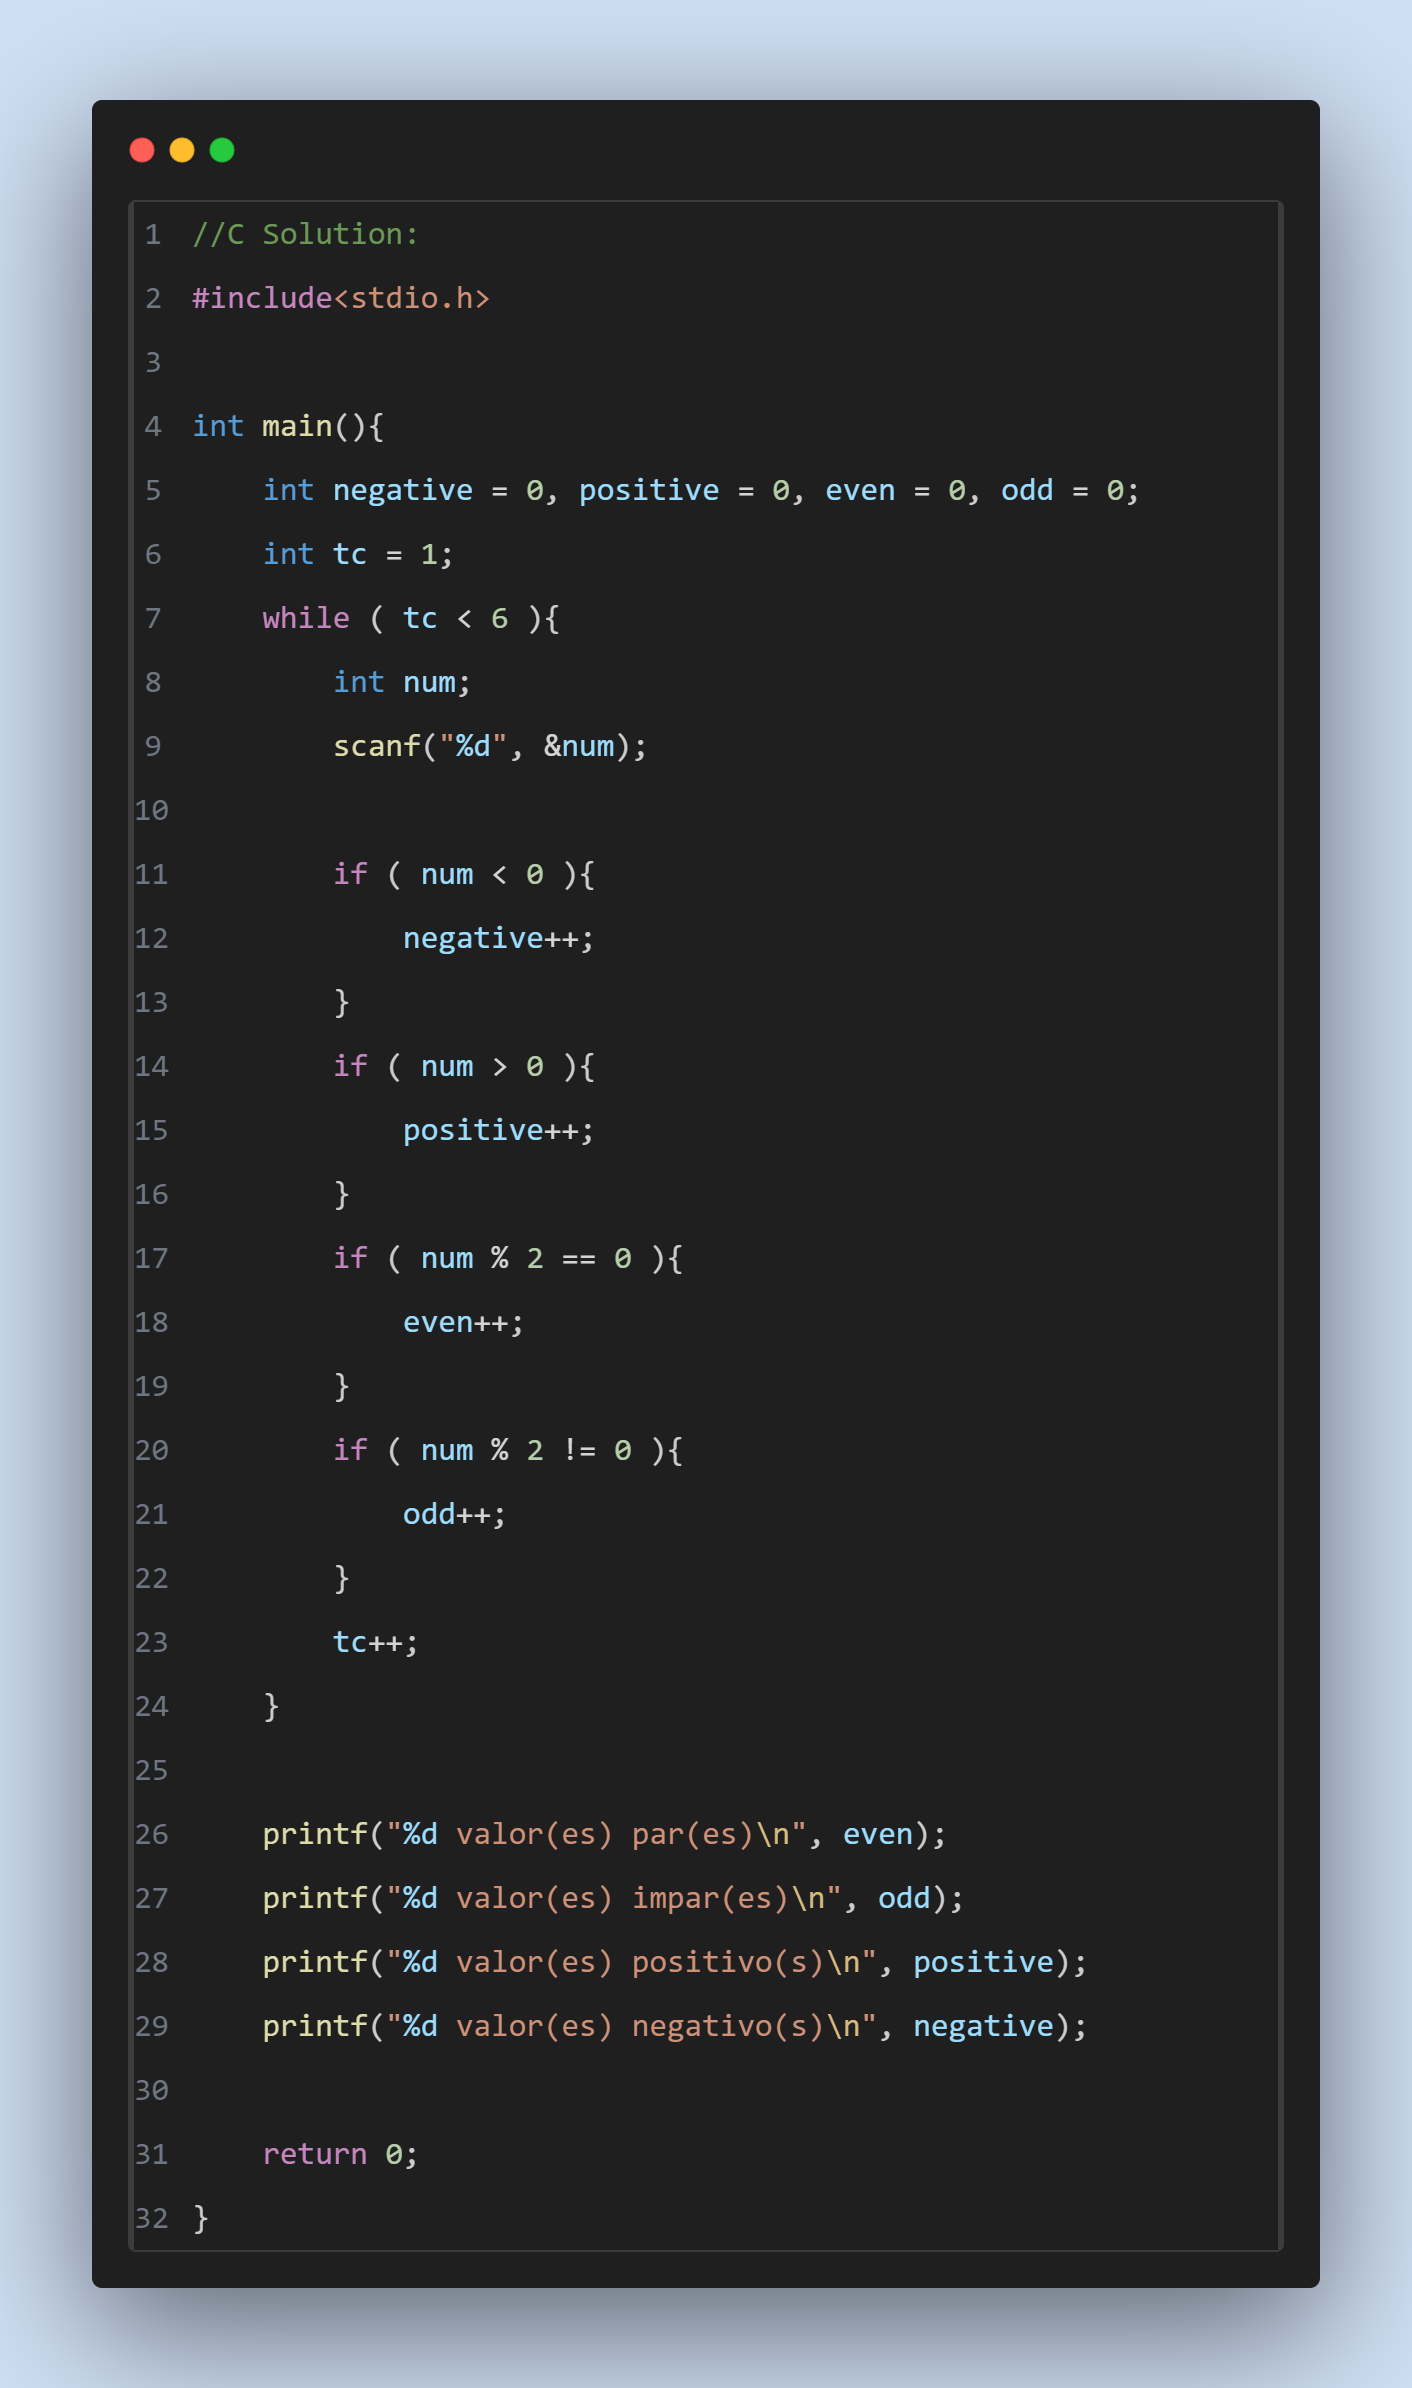 1 //C Solution:
2 #include<stdio.h>
3
4 int main(){
5     int negative = 0, positive = 0, even = 0, odd = 0;
6     int tc = 1;
7     while ( tc < 6 ){
8         int num;
9         scanf("%d", &num);
10
11         if ( num < 0 ){
12             negative++;
13         }
14         if ( num > 0 ){
15             positive++;
16         }
17         if ( num % 2 == 0 ){
18             even++;
19         }
20         if ( num % 2 != 0 ){
21             odd++;
22         }
23         tc++;
24     }
25
26     printf("%d valor(es) par(es)\n", even);
27     printf("%d valor(es) impar(es)\n", odd);
28     printf("%d valor(es) positivo(s)\n", positive);
29     printf("%d valor(es) negativo(s)\n", negative);
30
31     return 0;
32 }